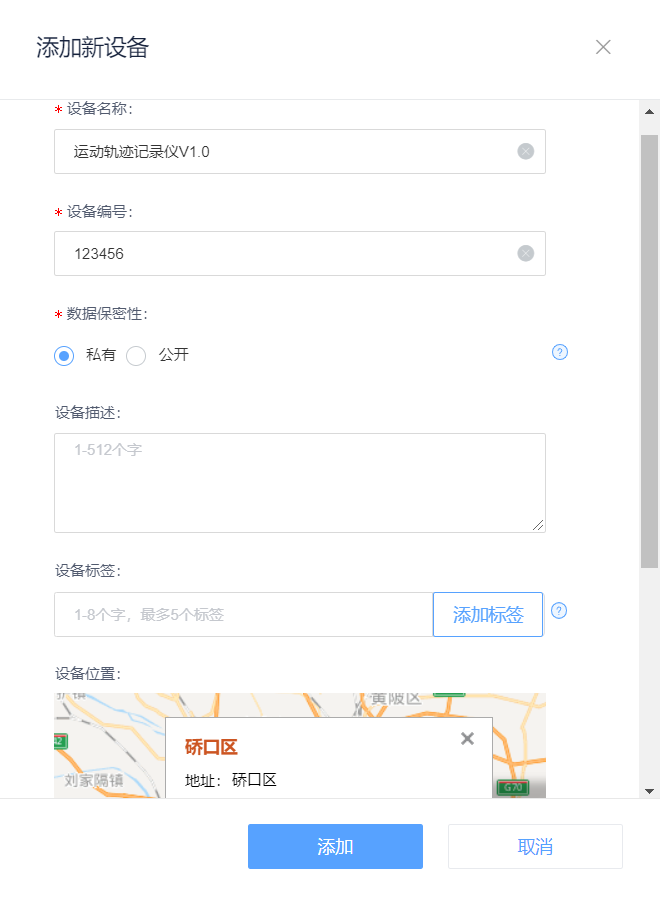 添加新设备
* 设备名称：
运动轨迹记录仪V1.0
* 设备编号：
123456
* 数据保密性：
私有 公开
设备描述：
1-512个字
设备标签：
1-8个字，最多5个标签 添加标签
设备位置：
黄陂区
硚口区
刘家隔镇
地址：硚口区
G70
添加 取消